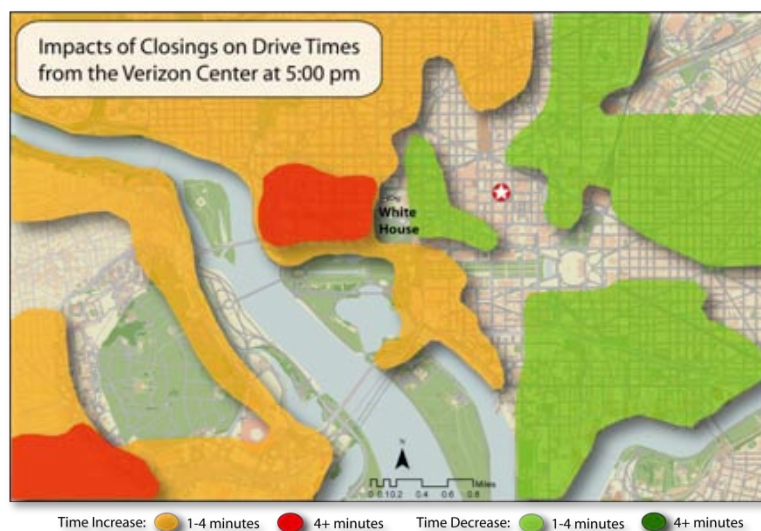 Impacts of Closings on Drive Times
from the Verizon Center at 5:00 pm
White
House
N
Miles
0 0.1 0.2 0.4 0.6 0.8
Time Increase: 1-4 minutes 4+ minutes Time Decrease: 1-4 minutes 4+ minutes